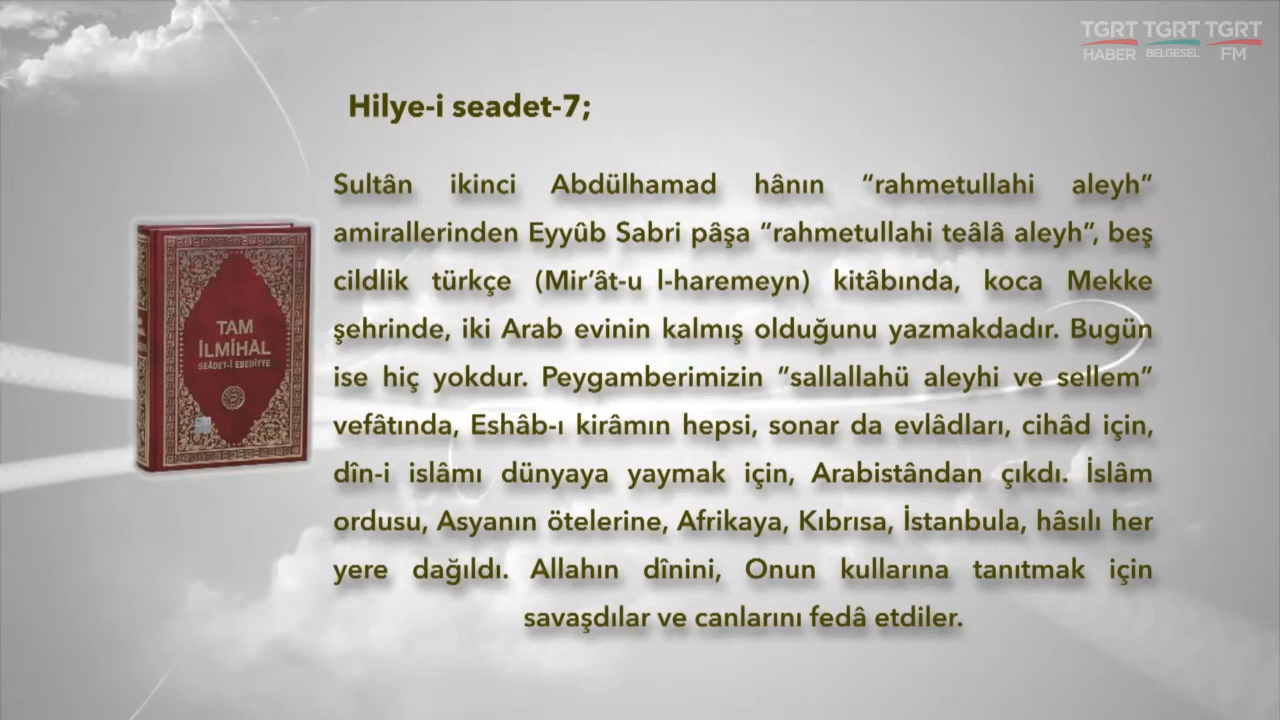 TGRT TGRT TGRT
HABER BELGESEL FM
Hilye-i seadet-7;
Sultân ikinci Abdülhamad hânın “rahmetullahi aleyh”
amirallerinden Eyyûb Sabri pâşa “rahmetullahi teâlâ aleyh”, beş
cildlik türkçe (Mir’ât-u l-haremeyn) kitâbında, koca Mekke
şehrinde, iki Arab evinin kalmış olduğunu yazmakdadır. Bugün
ise hiç yokdur. Peygamberimizin “sallallahü aleyhi ve sellem”
vefâtında, Eshâb-ı kirâmın hepsi, sonar da evlâdları, cihâd için,
dîn-i islâmı dünyaya yaymak için, Arabistândan çıkdı. İslâm
ordusu, Asyanın ötelerine, Afrikaya, Kıbrısa, İstanbula, hâsılı her
yere dağıldı. Allahın dînini, Onun kullarına tanıtmak için
savaşdılar ve canlarını fedâ etdiler.
TAM
İLMİHAL
SEÂDET-İ EBEDİYYE